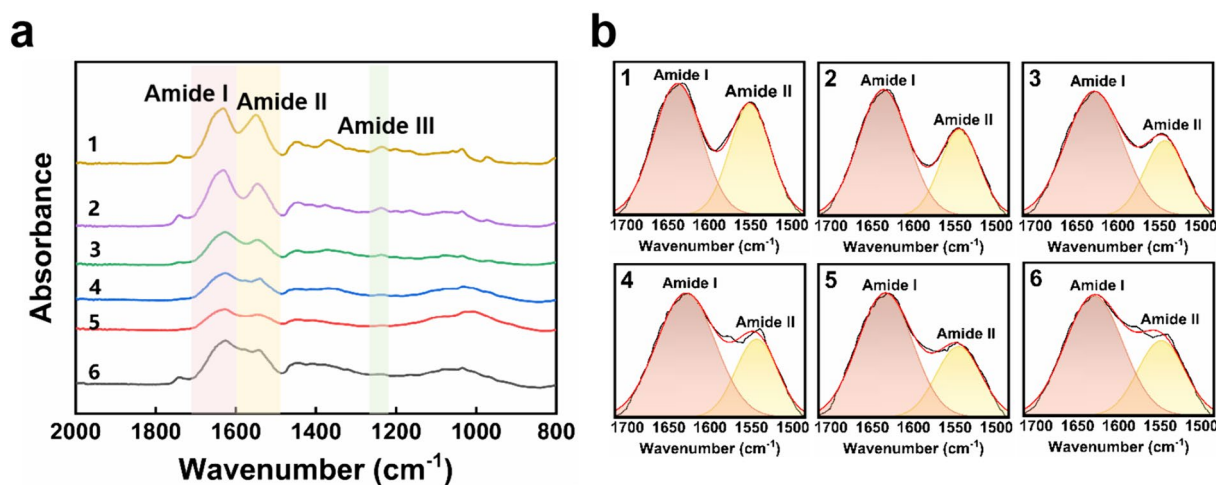 a
Absorbance
Amide I
Amide II
Amide III
1
2
3
4
5
6
2000 1800 1600 1400 1200 1000 800
Wavenumber (cm⁻¹)
b
1
Amide I
Amide II
1700 1650 1600 1550 1500
Wavenumber (cm⁻¹)
2
Amide I
Amide II
1700 1650 1600 1550 1500
Wavenumber (cm⁻¹)
3
Amide I
Amide II
1700 1650 1600 1550 1500
Wavenumber (cm⁻¹)
4
Amide I
Amide II
1700 1650 1600 1550 1500
Wavenumber (cm⁻¹)
5
Amide I
Amide II
1700 1650 1600 1550 1500
Wavenumber (cm⁻¹)
6
Amide I
Amide II
1700 1650 1600 1550 1500
Wavenumber (cm⁻¹)